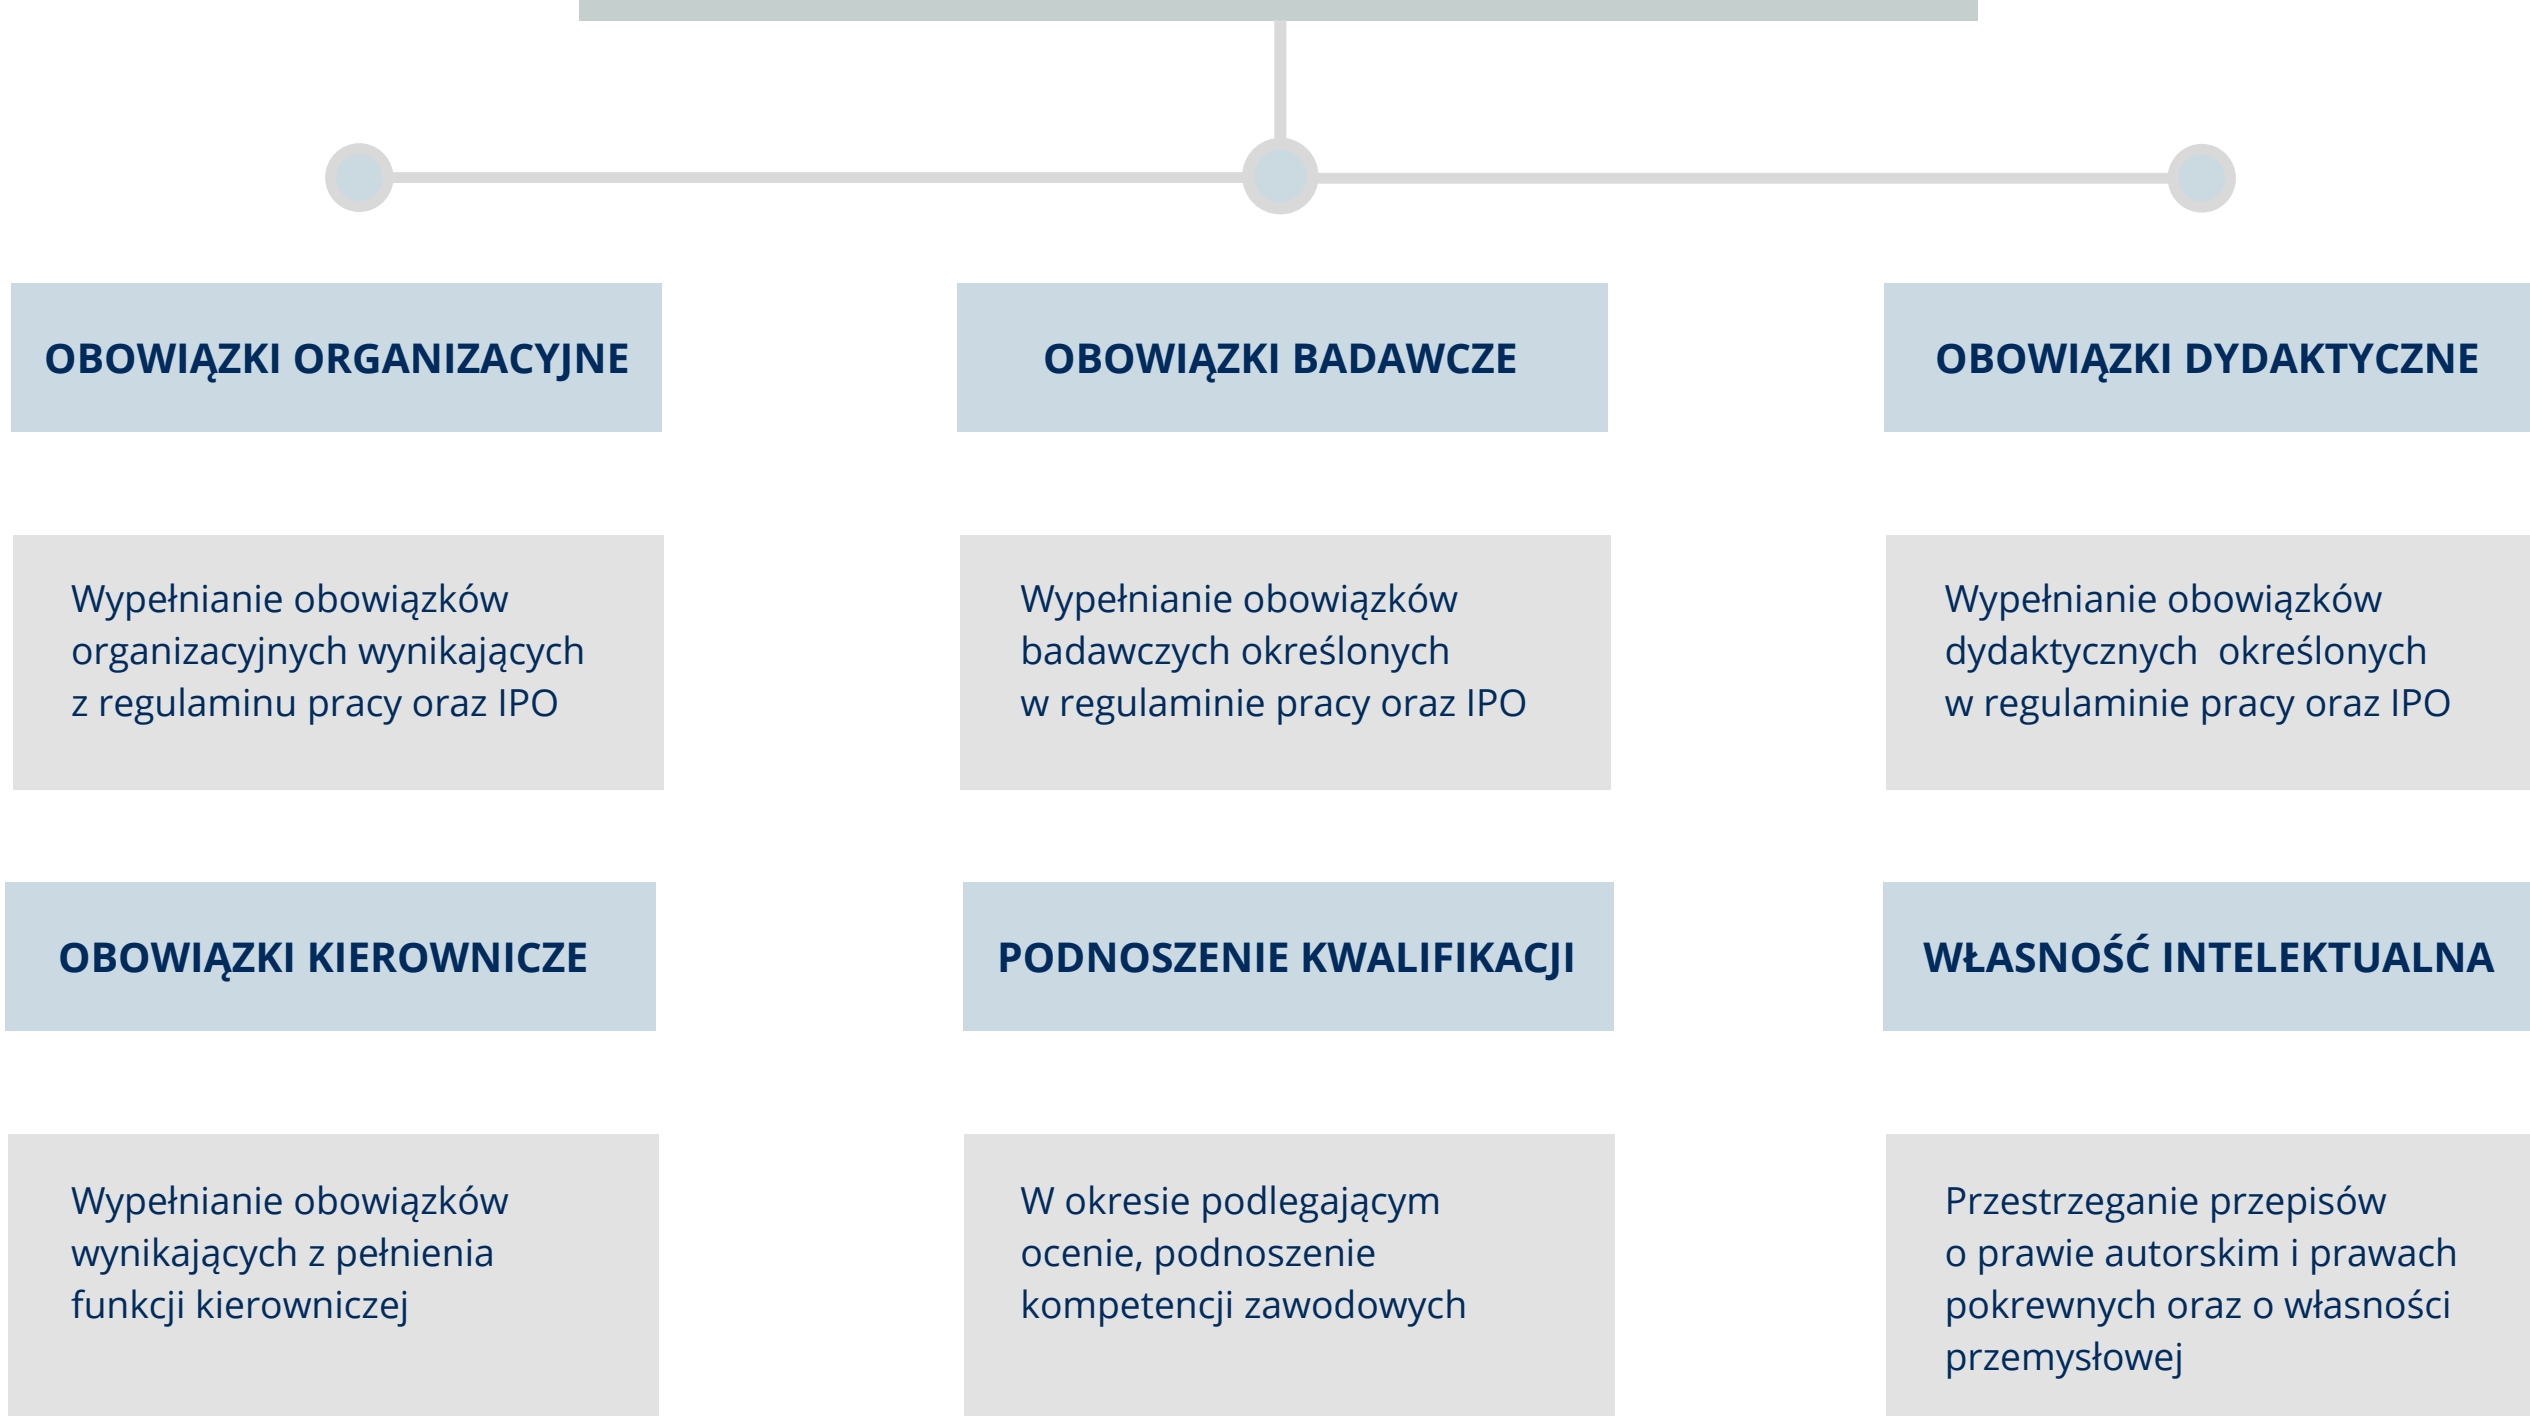 OBOWIĄZKI ORGANIZACYJNE
OBOWIĄZKI BADAWCZE
OBOWIĄZKI DYDAKTYCZNE
Wypełnianie obowiązków
organizacyjnych wynikających
z regulaminu pracy oraz IPO
Wypełnianie obowiązków
badawczych określonych
w regulaminie pracy oraz IPO
Wypełnianie obowiązków
dydaktycznych  określonych
w regulaminie pracy oraz IPO
OBOWIĄZKI KIEROWNICZE
PODNOSZENIE KWALIFIKACJI
WŁASNOŚĆ INTELEKTUALNA
Wypełnianie obowiązków
wynikających z pełnienia
funkcji kierowniczej
W okresie podlegającym
ocenie, podnoszenie
kompetencji zawodowych
Przestrzeganie przepisów
o prawie autorskim i prawach
pokrewnych oraz o własności
przemysłowej